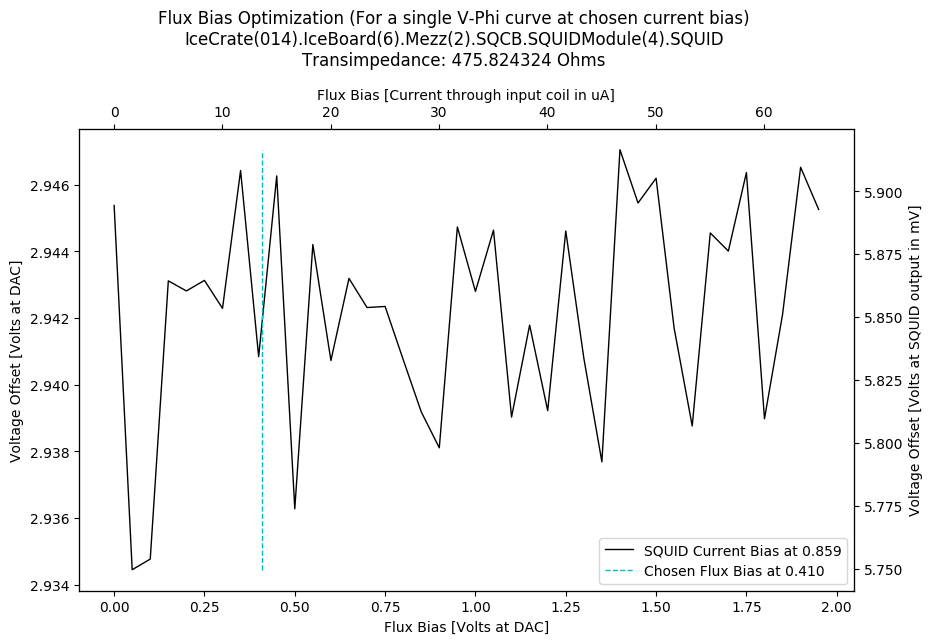 Flux Bias Optimization (For a single V-Phi curve at chosen current bias)
IceCrate(014).IceBoard(6).Mezz(2).SQCB.SQUIDModule(4).SQUID
Transimpedance: 475.824324 Ohms
Flux Bias [Current through input coil in uA]
0 10 20 30 40 50 60
Voltage Offset [Volts at DAC]
2.946
2.944
2.942
2.940
2.938
2.936
2.934
5.900
5.875
5.850
5.825
5.800
5.775
5.750
Voltage Offset [Volts at SQUID output in mV]
SQUID Current Bias at 0.859
Chosen Flux Bias at 0.410
0.00 0.25 0.50 0.75 1.00 1.25 1.50 1.75 2.00
Flux Bias [Volts at DAC]